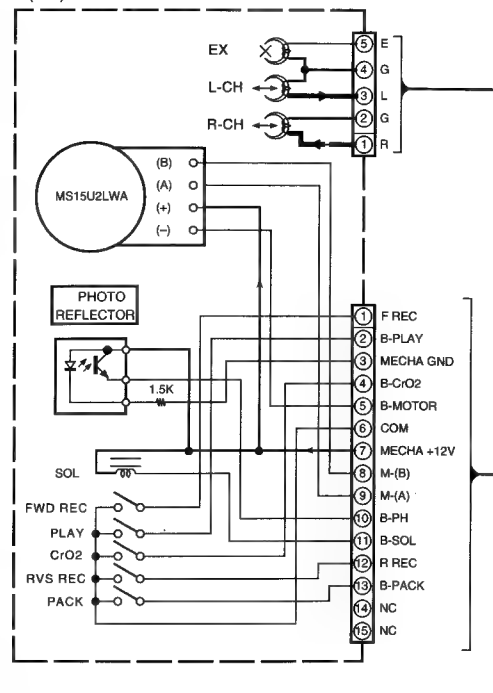 EX
5 E
4 G
L-CH
3 L
R-CH
2 G
1 R
MS15U2LWA
(B)
(A)
(+)
(−)
PHOTO
REFLECTOR
1.5K
SOL
FWD REC
PLAY
CrO2
RVS REC
PACK
1 F REC
2 B-PLAY
3 MECHA GND
4 B-CrO2
5 B-MOTOR
6 COM
7 MECHA +12V
8 M-(B)
9 M-(A)
10 B-PH
11 B-SOL
12 R REC
13 B-PACK
14 NC
15 NC